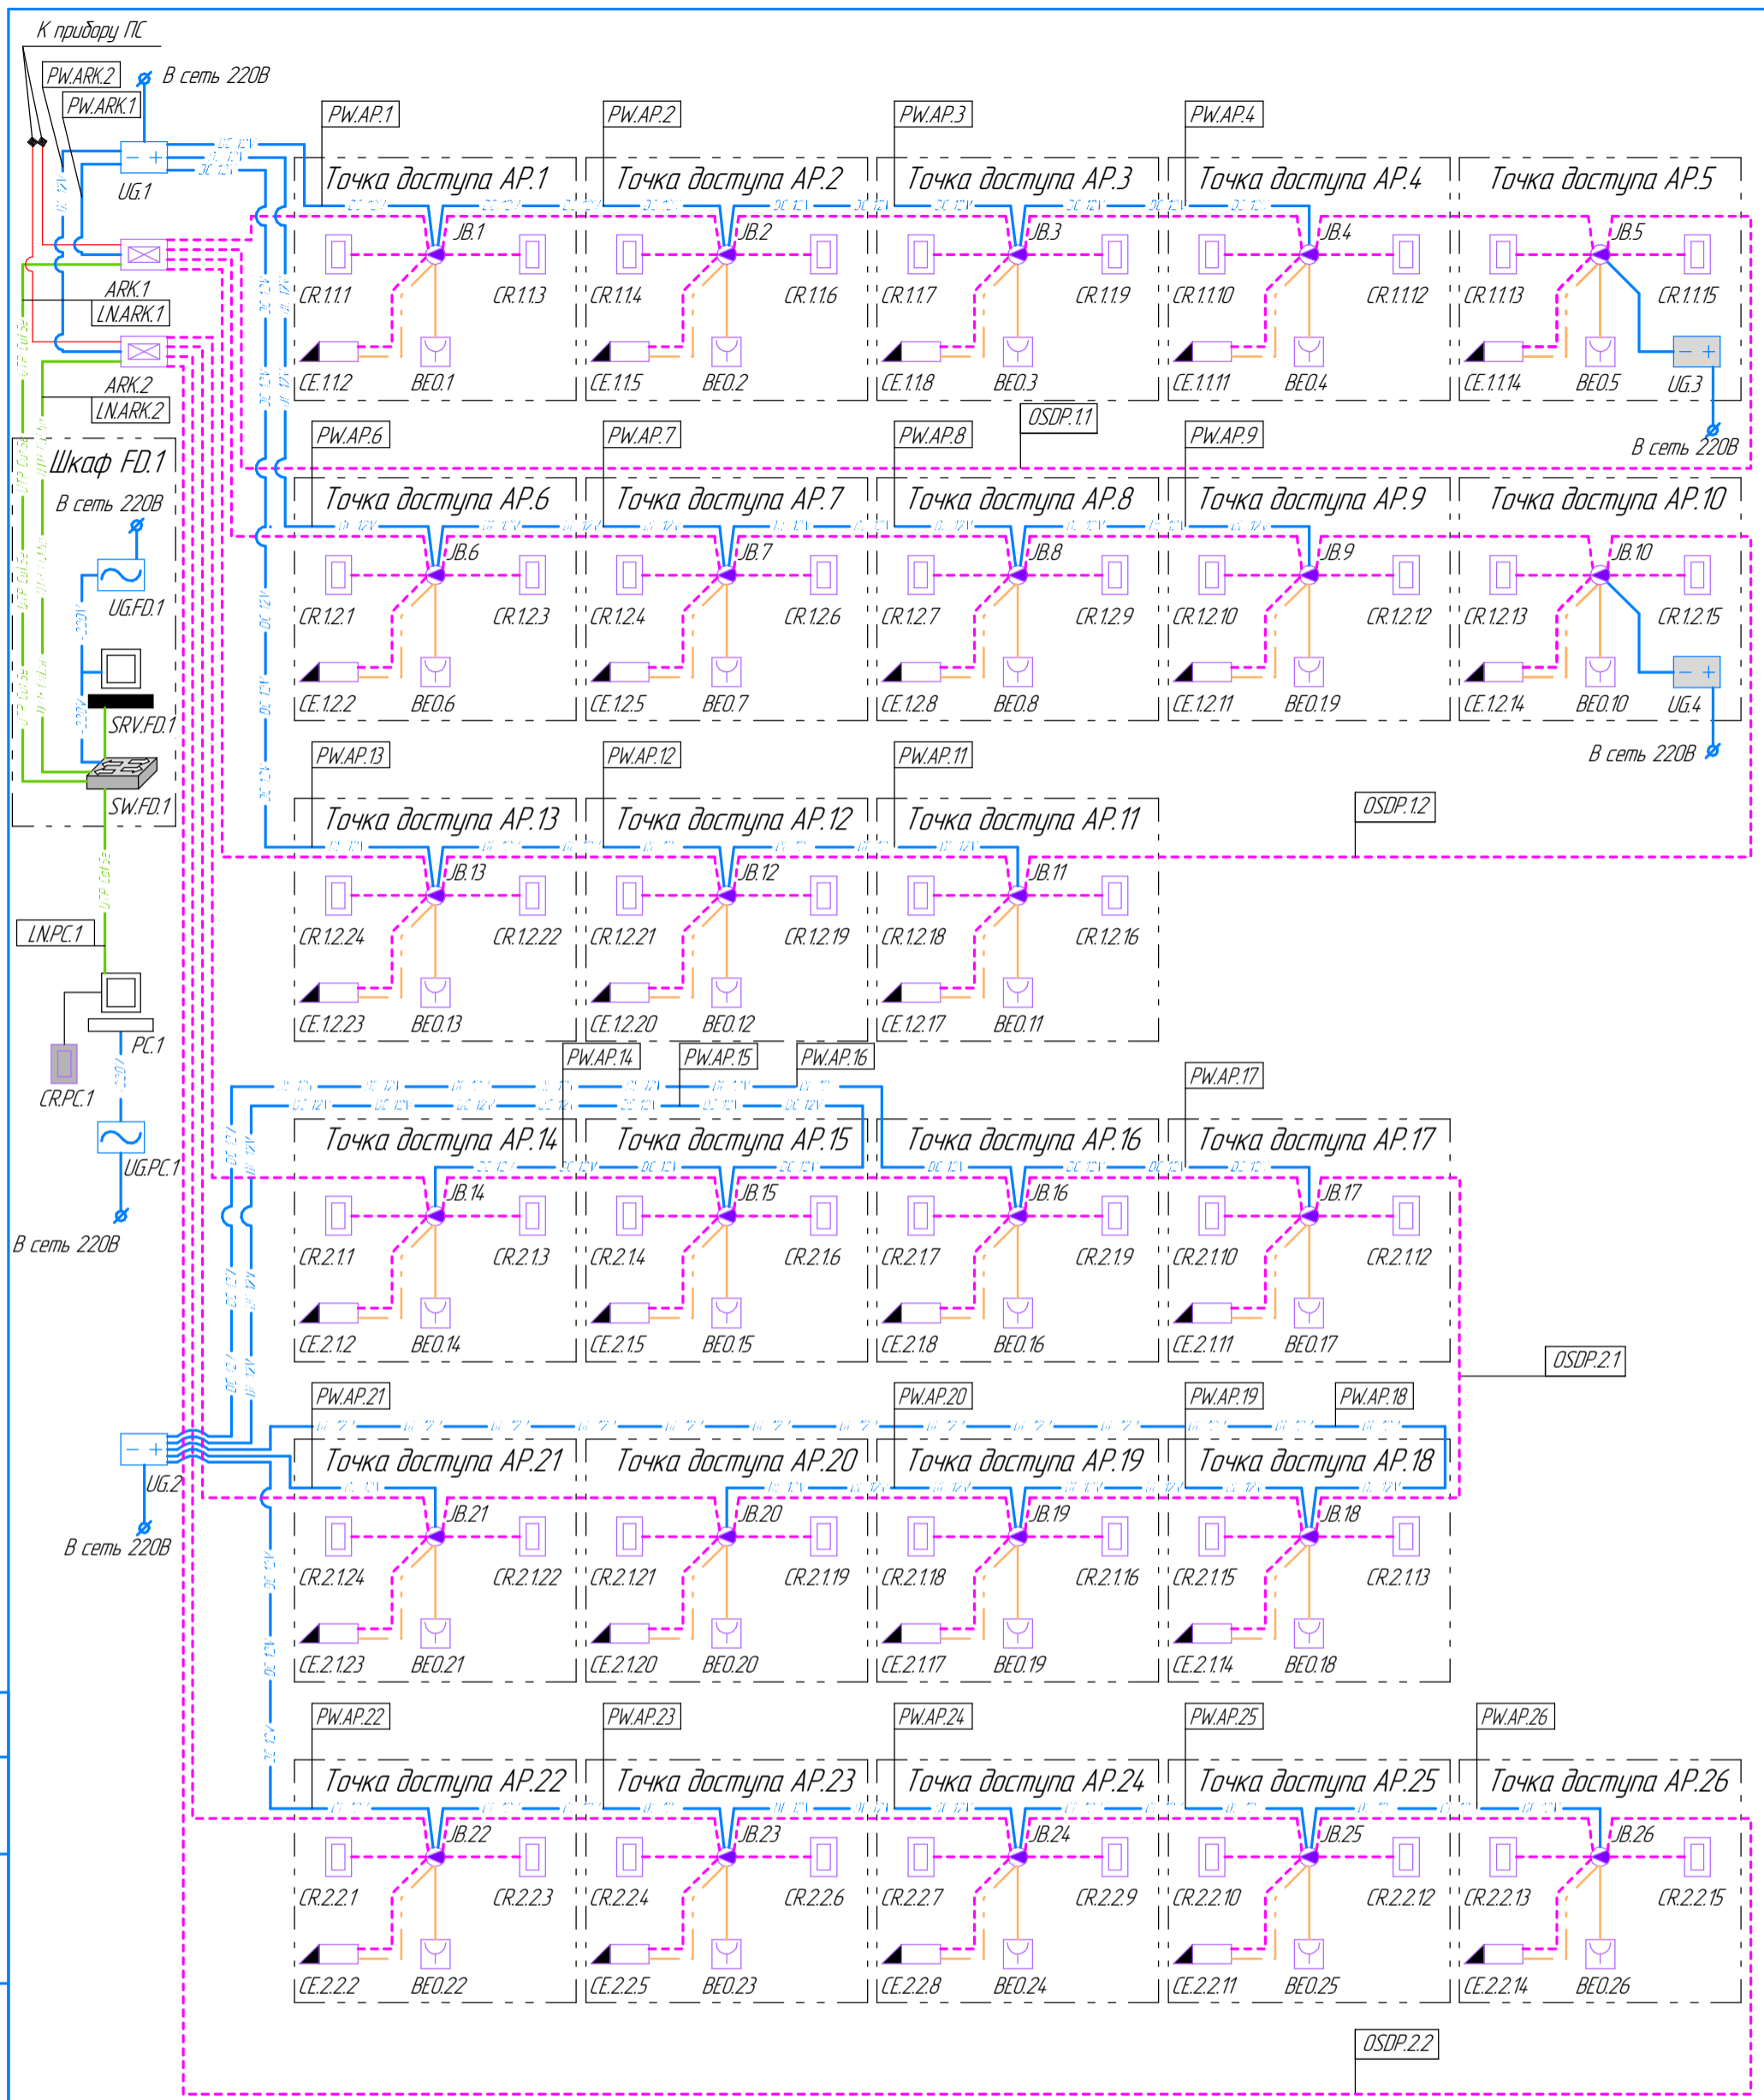 К прибору ПС
PW.ARK.2
В сеть 220В
PW.ARK.1
PW.AP.1
PW.AP.2
PW.AP.3
PW.AP.4
UG.1
Точка доступа AP.1
Точка доступа AP.2
Точка доступа AP.3
Точка доступа AP.4
Точка доступа AP.5
JB.1
JB.2
JB.3
JB.4
JB.5
ARK.1
LN.ARK.1
CR.1.1.1
CR.1.1.3
CR.1.1.4
CR.1.1.6
CR.1.1.7
CR.1.1.9
CR.1.1.10
CR.1.1.12
CR.1.1.13
CR.1.1.15
ARK.2
LN.ARK.2
CE.1.1.2
BEO.1
CE.1.1.5
BEO.2
CE.1.1.8
BEO.3
CE.1.1.11
BEO.4
CE.1.1.14
BEO.5
UG.3
В сеть 220В
OSDP.1.1
PW.AP.6
PW.AP.7
PW.AP.8
PW.AP.9
Шкаф FD.1
В сеть 220В
Точка доступа AP.6
Точка доступа AP.7
Точка доступа AP.8
Точка доступа AP.9
Точка доступа AP.10
JB.6
JB.7
JB.8
JB.9
JB.10
UG.FD.1
~220V
CR.1.2.1
CR.1.2.3
CR.1.2.4
CR.1.2.6
CR.1.2.7
CR.1.2.9
CR.1.2.10
CR.1.2.12
CR.1.2.13
CR.1.2.15
SRV.FD.1
~220V
CE.1.2.2
BEO.6
CE.1.2.5
BEO.7
CE.1.2.8
BEO.8
CE.1.2.11
BEO.19
CE.1.2.14
BEO.10
UG.4
В сеть 220В
SW.FD.1
PW.AP.13
PW.AP.12
PW.AP.11
OSDP.1.2
Точка доступа AP.13
Точка доступа AP.12
Точка доступа AP.11
JB.13
JB.12
JB.11
UTP Cat5e
LN.PC.1
CR.1.2.24
CR.1.2.22
CR.1.2.21
CR.1.2.19
CR.1.2.18
CR.1.2.16
CE.1.2.23
BEO.13
CE.1.2.20
BEO.12
CE.1.2.17
BEO.11
PC.1
CR.PC.1
~220V
UG.PC.1
В сеть 220В
PW.AP.14
PW.AP.15
PW.AP.16
PW.AP.17
DC 12V
Точка доступа AP.14
Точка доступа AP.15
Точка доступа AP.16
Точка доступа AP.17
JB.14
JB.15
JB.16
JB.17
CR.2.1.1
CR.2.1.3
CR.2.1.4
CR.2.1.6
CR.2.1.7
CR.2.1.9
CR.2.1.10
CR.2.1.12
CE.2.1.2
BEO.14
CE.2.1.5
BEO.15
CE.2.1.8
BEO.16
CE.2.1.11
BEO.17
OSDP.2.1
PW.AP.21
PW.AP.20
PW.AP.19
PW.AP.18
UG.2
В сеть 220В
Точка доступа AP.21
Точка доступа AP.20
Точка доступа AP.19
Точка доступа AP.18
JB.21
JB.20
JB.19
JB.18
CR.2.1.24
CR.2.1.22
CR.2.1.21
CR.2.1.19
CR.2.1.18
CR.2.1.16
CR.2.1.15
CR.2.1.13
CE.2.1.23
BEO.21
CE.2.1.20
BEO.20
CE.2.1.17
BEO.19
CE.2.1.14
BEO.18
PW.AP.22
PW.AP.23
PW.AP.24
PW.AP.25
PW.AP.26
Точка доступа AP.22
Точка доступа AP.23
Точка доступа AP.24
Точка доступа AP.25
Точка доступа AP.26
JB.22
JB.23
JB.24
JB.25
JB.26
CR.2.2.1
CR.2.2.3
CR.2.2.4
CR.2.2.6
CR.2.2.7
CR.2.2.9
CR.2.2.10
CR.2.2.12
CR.2.2.13
CR.2.2.15
CE.2.2.2
BEO.22
CE.2.2.5
BEO.23
CE.2.2.8
BEO.24
CE.2.2.11
BEO.25
CE.2.2.14
BEO.26
OSDP.2.2